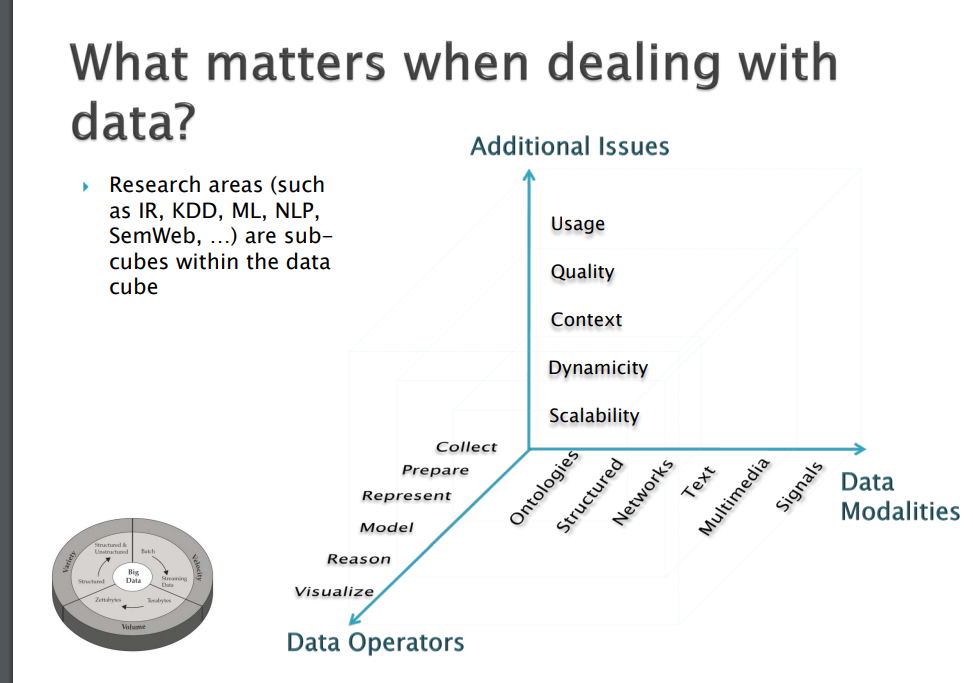 What matters when dealing with
data?
Additional Issues
Research areas (such
as IR, KDD, ML, NLP,
SemWeb, …) are sub-
cubes within the data
cube
Usage
Quality
Context
Dynamicity
Scalability
Collect
Prepare
Represent
Model
Reason
Visualize
Data Operators
Ontologies
Structured
Networks
Text
Multimedia
Signals
Data
Modalities
Variety
Structured &
Unstructured
Structured
Batch
Streaming
Data
Velocity
Big
Data
Zettabytes
Terabytes
Volume